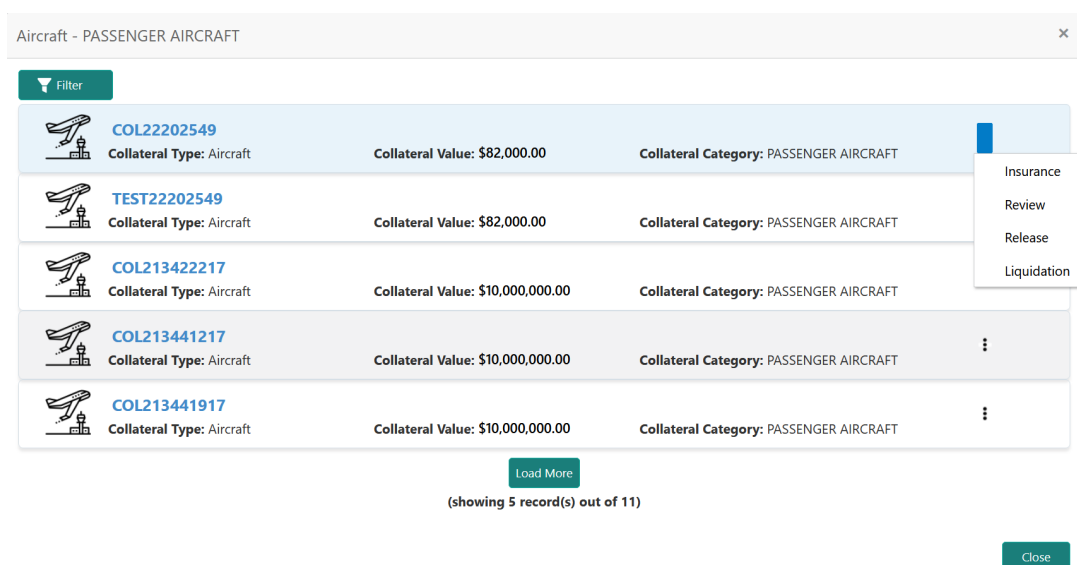 Aircraft - PASSENGER AIRCRAFT ×
Filter
COL22202549
Collateral Type: Aircraft Collateral Value: $82,000.00 Collateral Category: PASSENGER AIRCRAFT
Insurance
TEST22202549
Review
Collateral Type: Aircraft Collateral Value: $82,000.00 Collateral Category: PASSENGER AIRCRAFT
Release
COL213422217
Liquidation
Collateral Type: Aircraft Collateral Value: $10,000,000.00 Collateral Category: PASSENGER AIRCRAFT
COL213441217
Collateral Type: Aircraft Collateral Value: $10,000,000.00 Collateral Category: PASSENGER AIRCRAFT
COL213441917
Collateral Type: Aircraft Collateral Value: $10,000,000.00 Collateral Category: PASSENGER AIRCRAFT
Load More
(showing 5 record(s) out of 11)
Close